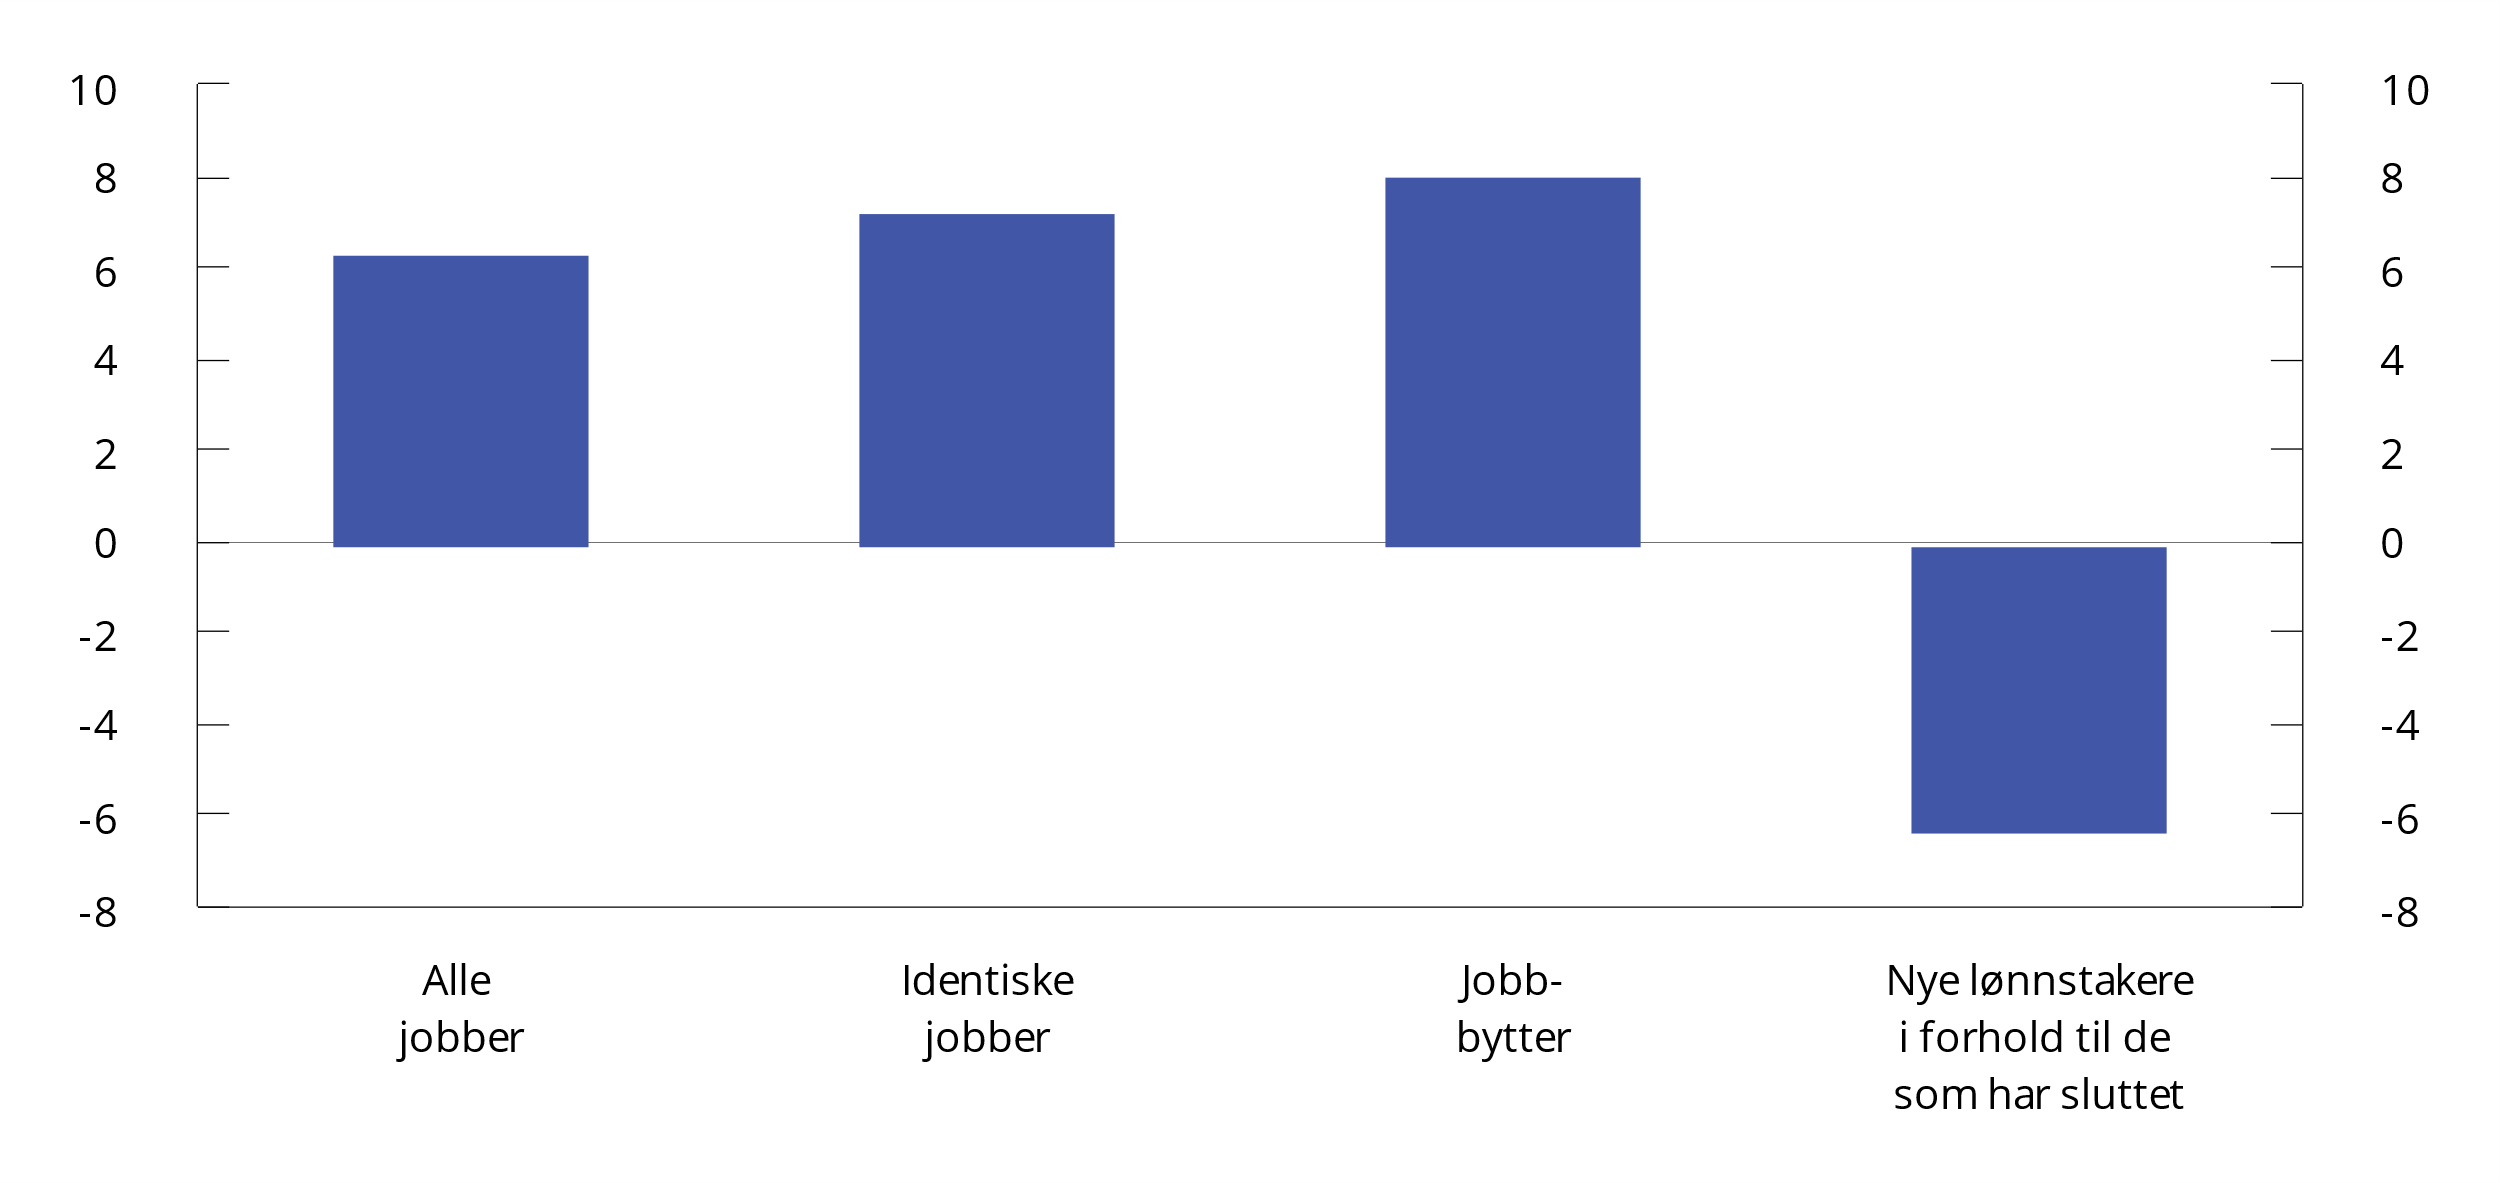 10 10
8 8
6 6
4 4
2 2
0 0
-2 -2
-4 -4
-6 -6
-8 -8
Alle
jobber
Identiske
jobber
Jobb-
bytter
Nye lønnstakere
i forhold til de
som har sluttet